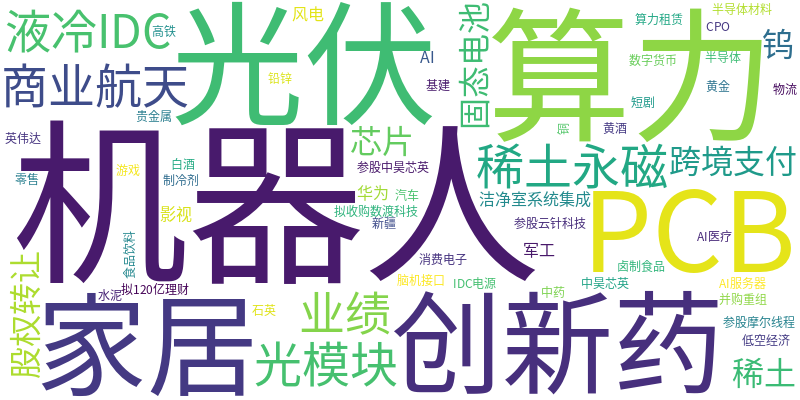 液冷IDC
高铁
商业航天
贵金属
光伏
风电
铅锌
AI
基建
固态电池
算力
算力租赁
半导体材料
CPO
钨
数字货币
半导体
短剧
黄金
物流
黄酒
英伟达
零售
游戏
白酒
制冷剂
影视
机器人
芯片
参股中昊芯英
华为
汽车
拟收购数渡科技
新疆
稀土永磁
跨境支付
洁净室系统集成
参股云针科技
PCB
AI医疗
军工
消费电子
脑机接口
IDC电源
中药
卤制食品
中昊芯英
AI服务器
并购重组
参股摩尔线程
低空经济
稀土
食品饮料
水泥
拟120亿理财
股权转让
家居
石英
业绩
光模块
创新药